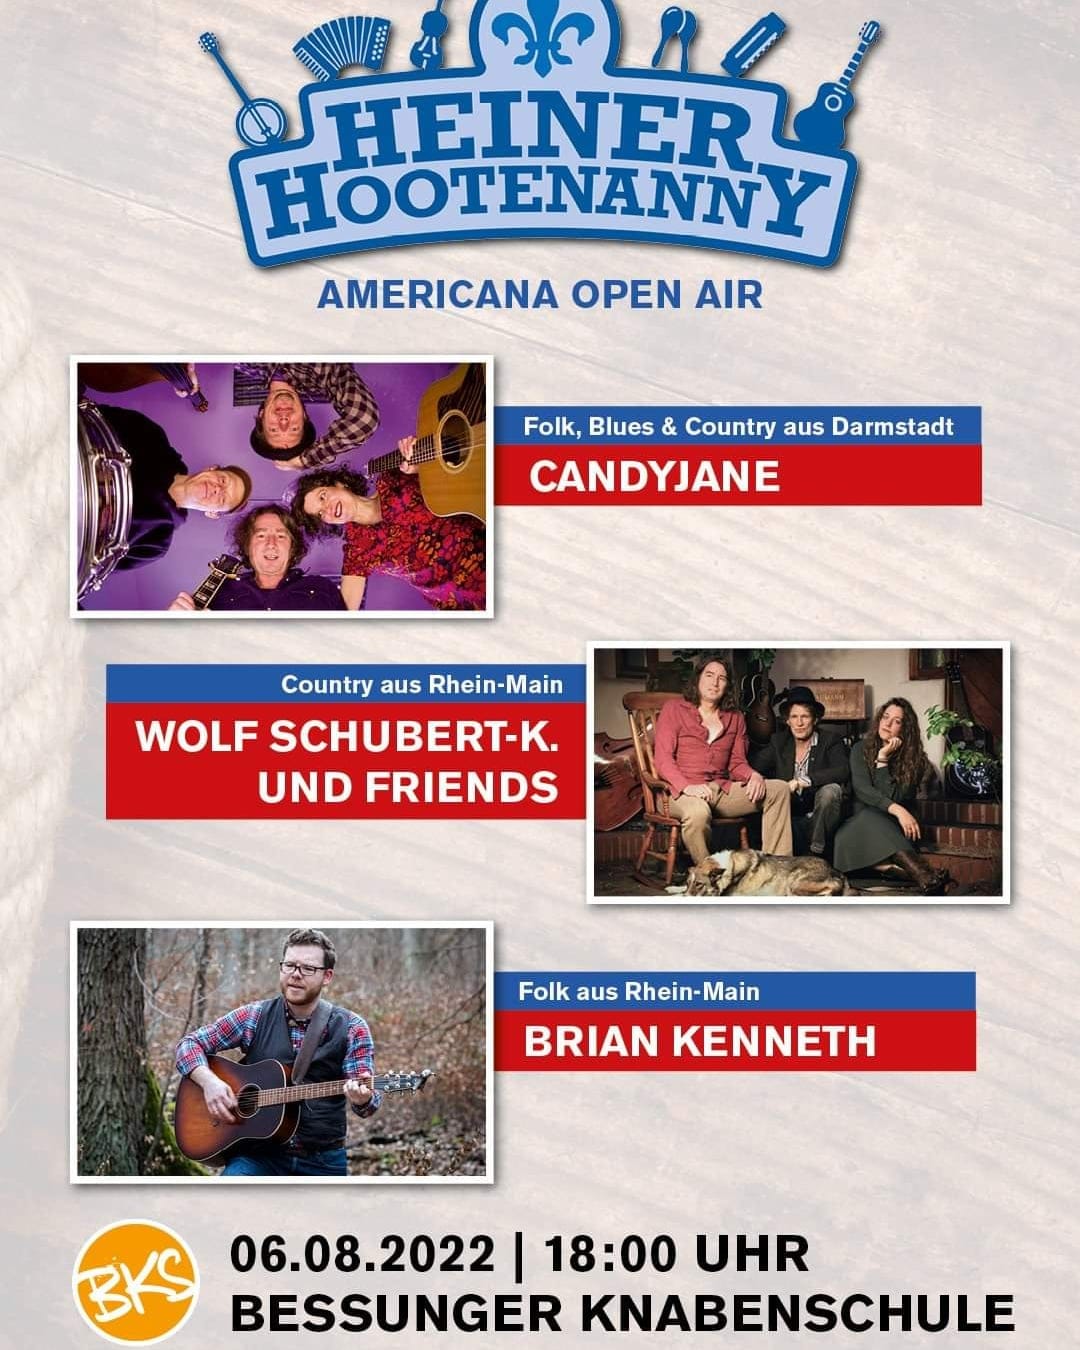 HEINER
HOOTENANNY
AMERICANA OPEN AIR
Folk, Blues & Country aus Darmstadt
CANDYJANE
Country aus Rhein-Main
WOLF SCHUBERT-K.
UND FRIENDS
Folk aus Rhein-Main
BRIAN KENNETH
BKS
06.08.2022 | 18:00 UHR
BESSUNGER KNABENSCHULE